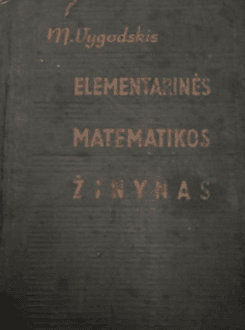 M. Vygodskis
ELEMENTARINĖS
MATEMATIKOS
ŽINYNAS